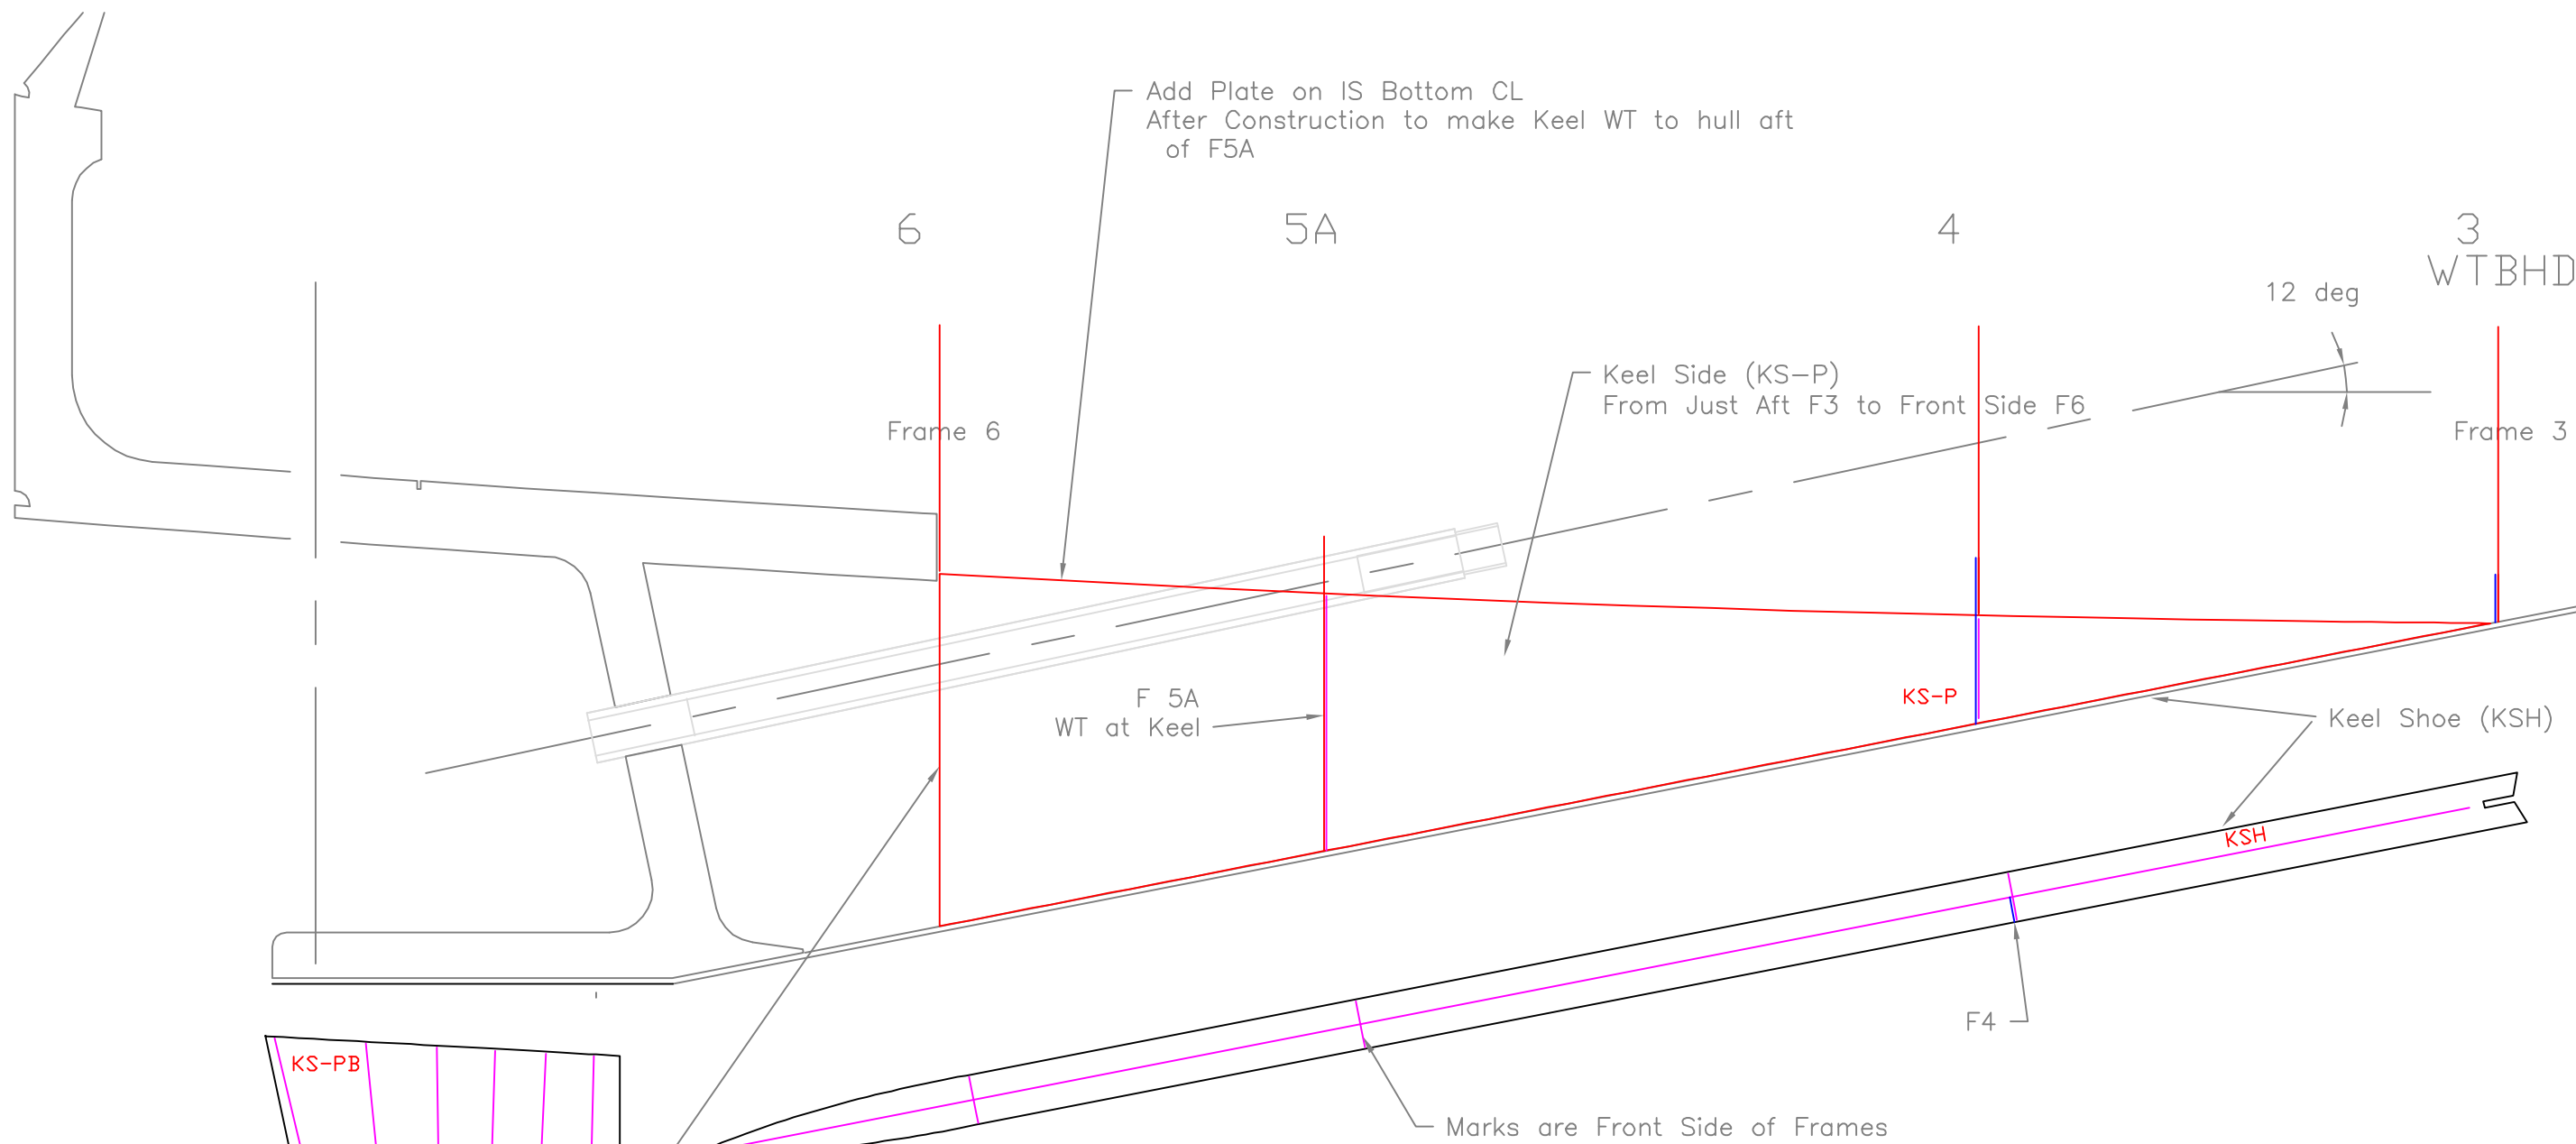 Add Plate on IS Bottom CL
After Construction to make Keel WT to hull aft
of F5A
6
5A
4
3
WTBHD
12 deg
Keel Side (KS-P)
From Just Aft F3 to Front Side F6
Frame 6
Frame 3
F 5A
WT at Keel
KS-P
Keel Shoe (KSH)
KSH
F4
KS-PB
Marks are Front Side of Frames